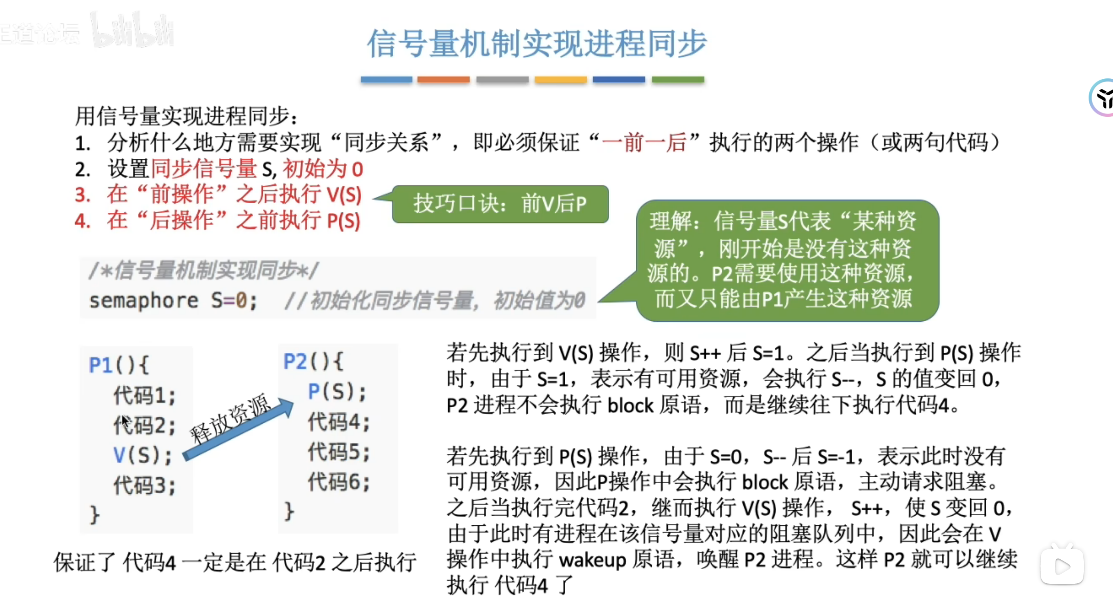 bilibili
信号量机制实现进程同步
用信号量实现进程同步：
1. 分析什么地方需要实现“同步关系”，即必须保证“一前一后”执行的两个操作（或两句代码）
2. 设置同步信号量 S, 初始为 0
3. 在“前操作”之后执行 V(S)
4. 在“后操作”之前执行 P(S)
技巧口诀：前V后P
理解：信号量S代表“某种资
源”，刚开始是没有这种资
源的。P2需要使用这种资源，
而又只能由P1产生这种资源
/*信号量机制实现同步*/
semaphore S=0; //初始化同步信号量，初始值为0
P1(){
代码1;
代码2;
V(S);
代码3;
}
释放资源
P2(){
P(S);
代码4;
代码5;
代码6;
}
保证了 代码4 一定是在 代码2 之后执行
若先执行到 V(S) 操作，则 S++ 后 S=1。之后当执行到 P(S) 操作
时，由于 S=1，表示有可用资源，会执行 S--，S 的值变回 0，
P2 进程不会执行 block 原语，而是继续往下执行代码4。
若先执行到 P(S) 操作，由于 S=0，S-- 后 S=-1，表示此时没有
可用资源，因此P操作中会执行 block 原语，主动请求阻塞。
之后当执行完代码2，继而执行 V(S) 操作， S++，使 S 变回 0，
由于此时有进程在该信号量对应的阻塞队列中，因此会在 V
操作中执行 wakeup 原语，唤醒 P2 进程。这样 P2 就可以继续
执行 代码4 了